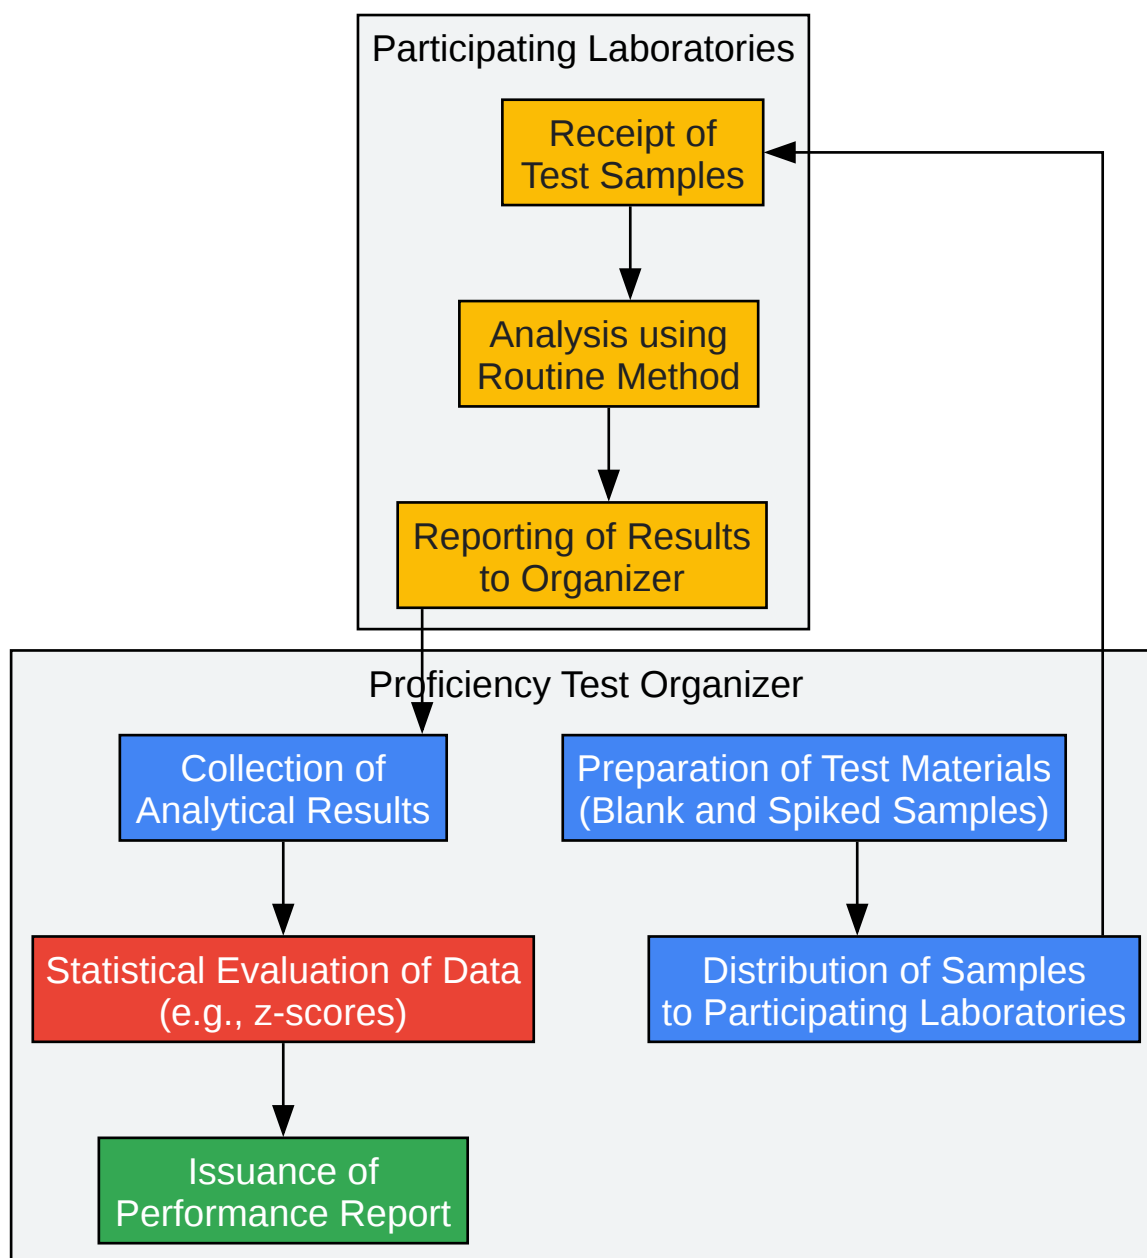 Participating Laboratories
Receipt of
Test Samples
Analysis using
Routine Method
Reporting of Results
to Organizer
Proficiency Test Organizer
Collection of
Analytical Results
Preparation of Test Materials
(Blank and Spiked Samples)
Statistical Evaluation of Data
(e.g., z-scores)
Distribution of Samples
to Participating Laboratories
Issuance of
Performance Report